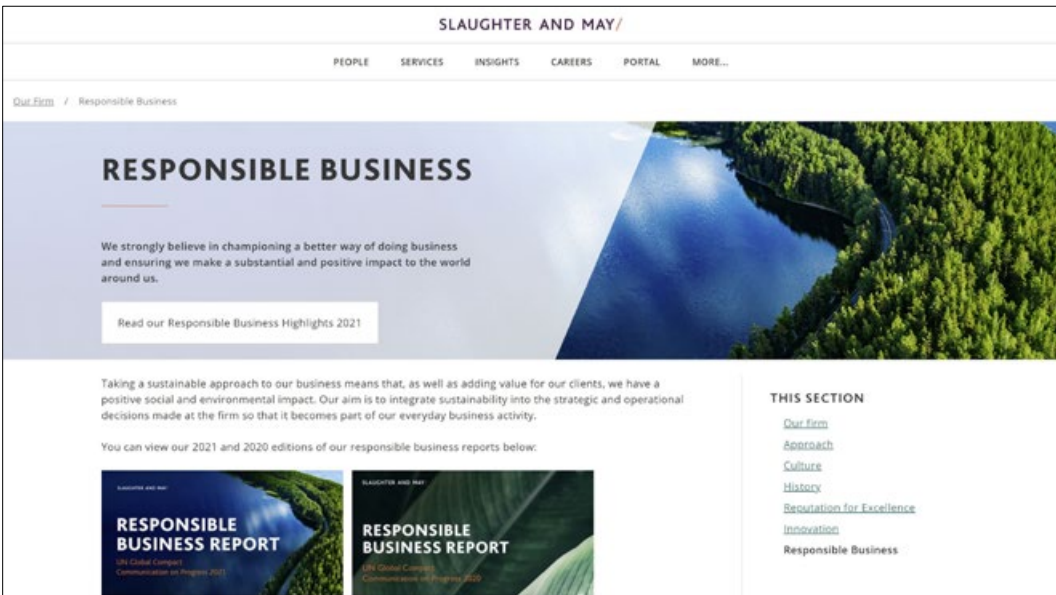 SLAUGHTER AND MAY/
PEOPLE SERVICES INSIGHTS CAREERS PORTAL MORE...
Our Firm / Responsible Business
RESPONSIBLE BUSINESS
We strongly believe in championing a better way of doing business
and ensuring we make a substantial and positive impact to the world
around us.
Read our Responsible Business Highlights 2021
Taking a sustainable approach to our business means that, as well as adding value for our clients, we have a
positive social and environmental impact. Our aim is to integrate sustainability into the strategic and operational
decisions made at the firm so that it becomes part of our everyday business activity.
You can view our 2021 and 2020 editions of our responsible business reports below:
SLAUGHTER AND MAY/
RESPONSIBLE
BUSINESS REPORT
UN Global Compact
Communication on Progress 2021
SLAUGHTER AND MAY/
RESPONSIBLE
BUSINESS REPORT
UN Global Compact
Communication on Progress 2020
THIS SECTION
Our firm
Approach
Culture
History
Reputation for Excellence
Innovation
Responsible Business